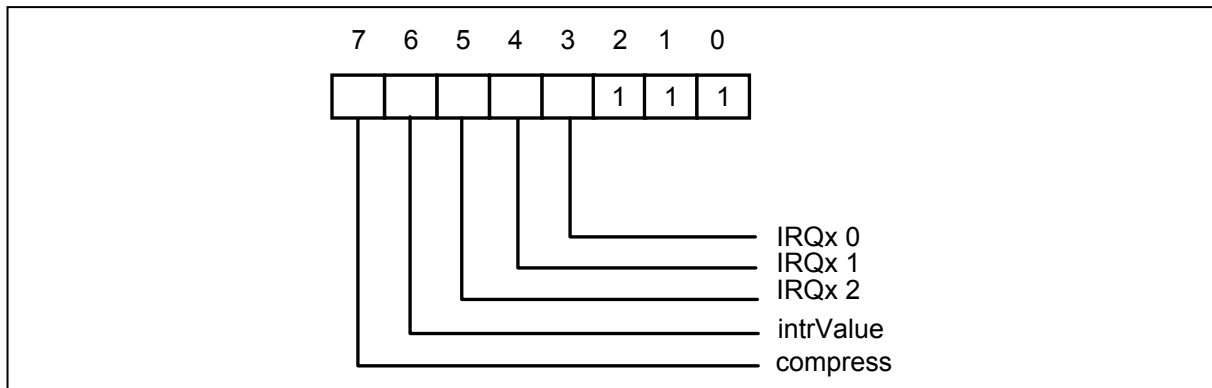 7 6 5 4 3 2 1 0
1 1 1
IRQx 0
IRQx 1
IRQx 2
intrValue
compress